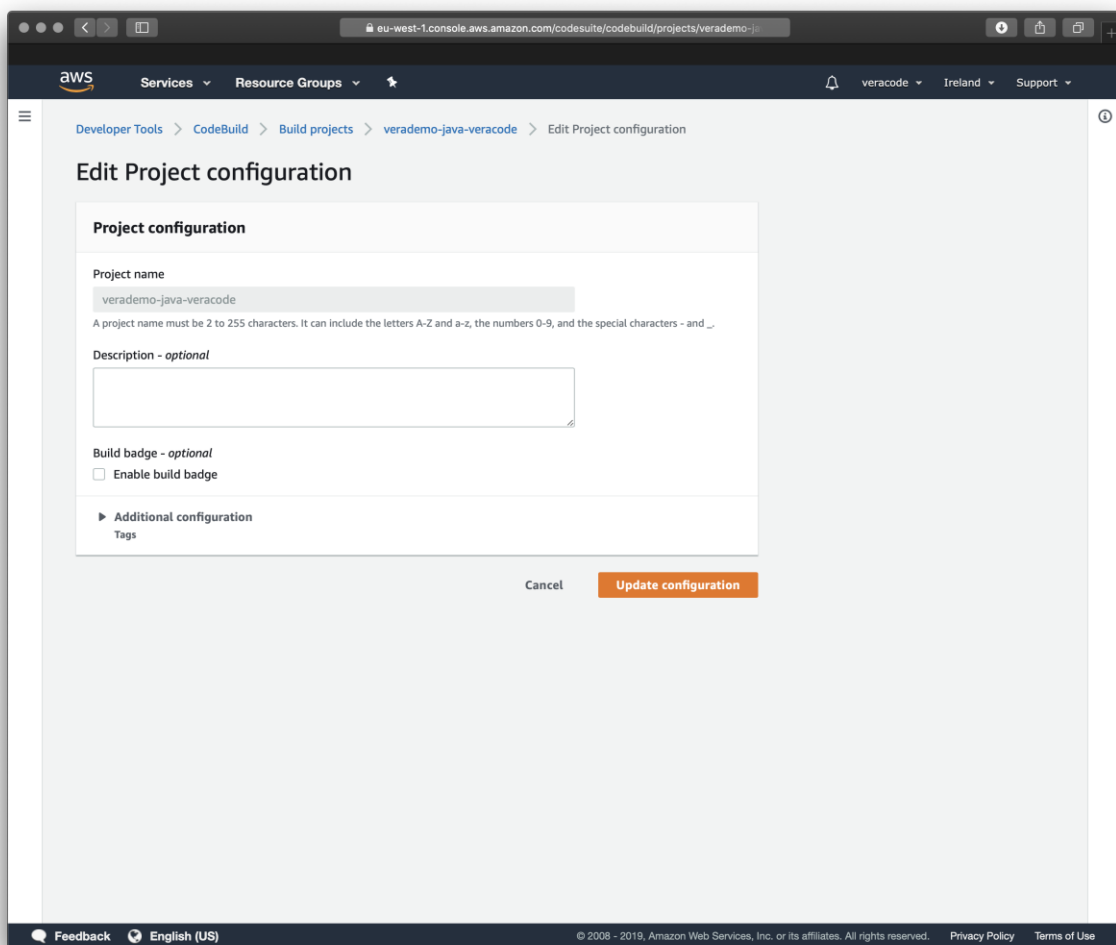 eu-west-1.console.aws.amazon.com/codesuite/codebuild/projects/verademo-ja
aws Services Resource Groups veracode Ireland Support
Developer Tools > CodeBuild > Build projects > verademo-java-veracode > Edit Project configuration
Edit Project configuration
Project configuration
Project name
verademo-java-veracode
A project name must be 2 to 255 characters. It can include the letters A-Z and a-z, the numbers 0-9, and the special characters - and _.
Description - optional
Build badge - optional
Enable build badge
Additional configuration
Tags
Cancel Update configuration
Feedback English (US) © 2008 - 2019, Amazon Web Services, Inc. or its affiliates. All rights reserved. Privacy Policy Terms of Use